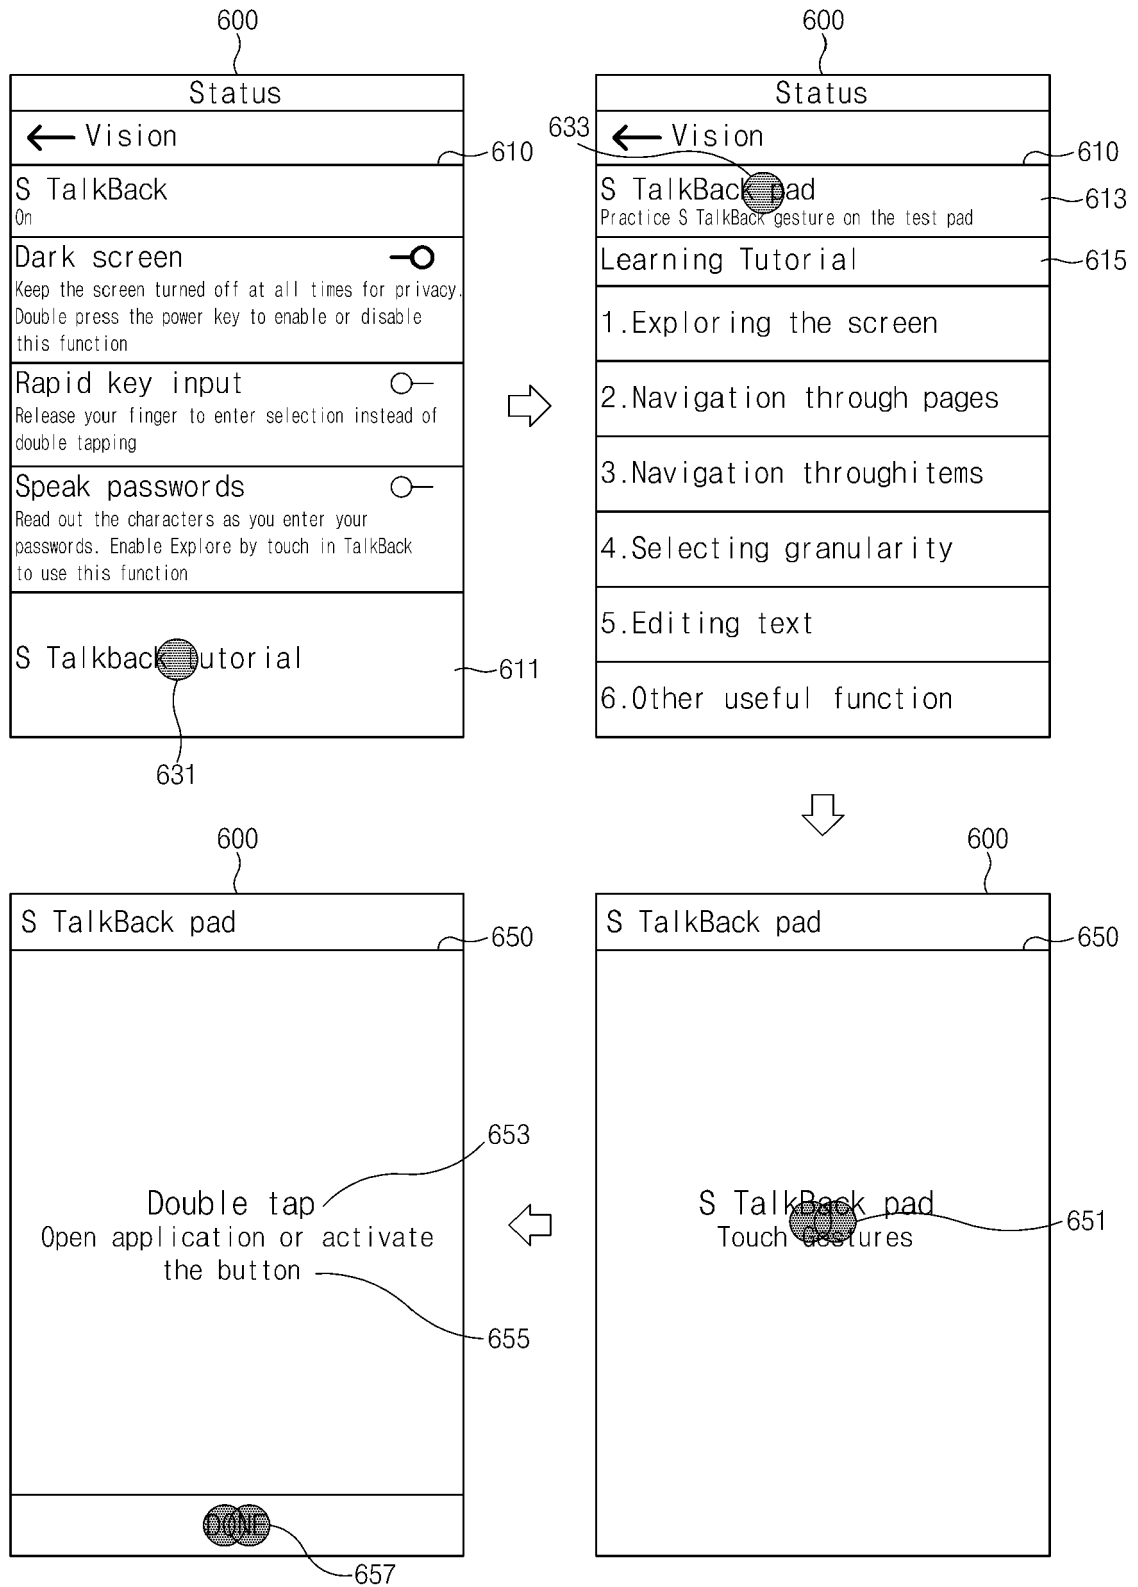 600
Status
Vision
610
S TalkBack
On
Dark screen
Keep the screen turned off at all times for privacy.
Double press the power key to enable or disable
this function
Rapid key input
Release your finger to enter selection instead of
double tapping
Speak passwords
Read out the characters as you enter your
passwords. Enable Explore by touch in TalkBack
to use this function
S Talkback tutorial
611
631
600
Status
633
Vision
610
S TalkBack pad
613
Practice S TalkBack gesture on the test pad
Learning Tutorial
615
1.Exploring the screen
2.Navigation through pages
3.Navigation throughitems
4.Selecting granularity
5.Editing text
6.Other useful function
600
S TalkBack pad
650
S TalkBack pad
651
Touch Gestures
600
S TalkBack pad
650
653
Double tap
Open application or activate
the button
655
DONE
657